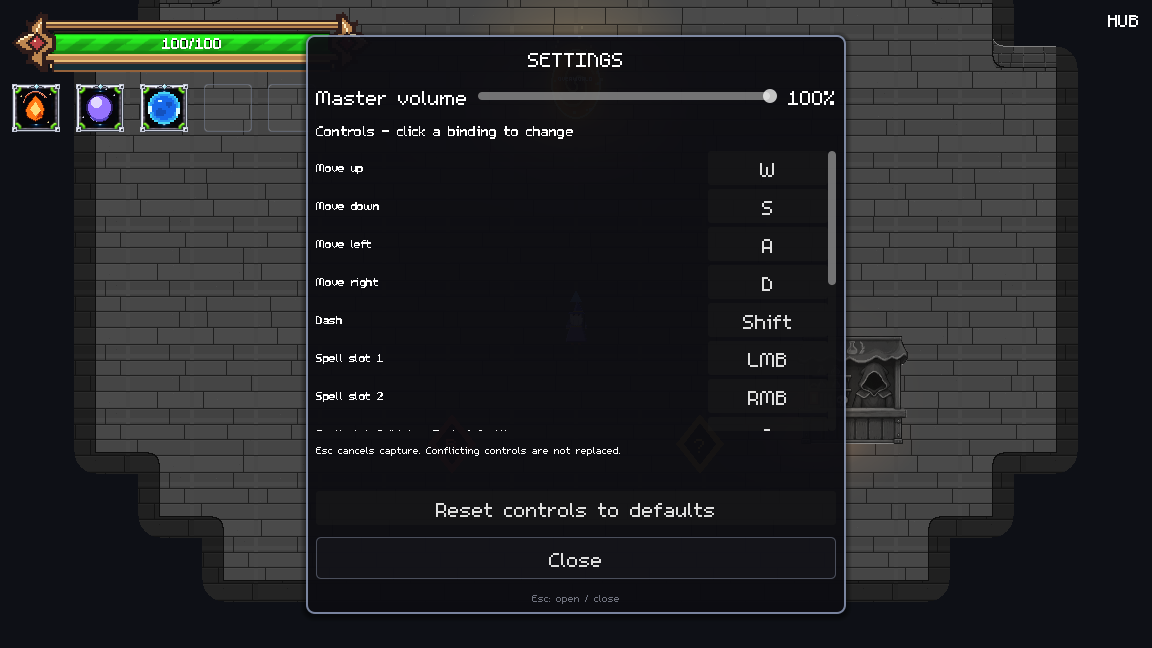 HUB
100/100
SETTINGS
Master volume 100%
Controls - click a binding to change
Move up W
Move down S
Move left A
Move right D
Dash Shift
Spell slot 1 LMB
Spell slot 2 RMB
Esc cancels capture. Conflicting controls are not replaced.
Reset controls to defaults
Close
Esc: open / close